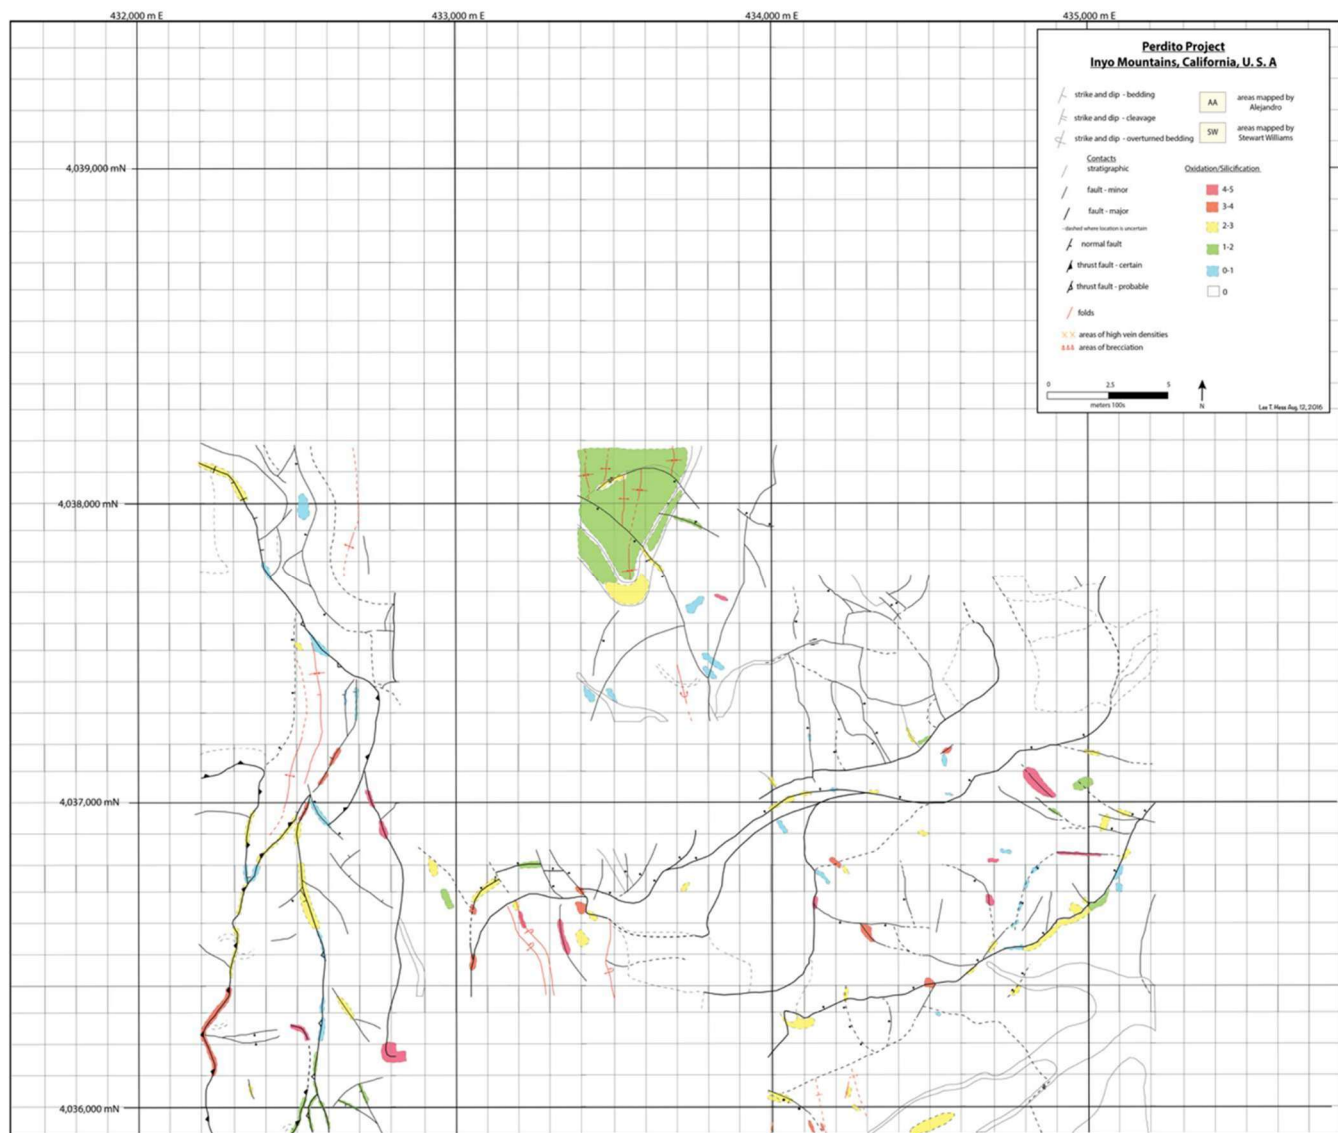 432,000 m E
433,000 m E
434,000 m E
435,000 m E
Perdito Project
Inyo Mountains, California, U. S. A
strike and dip - bedding
strike and dip - cleavage
strike and dip - overturned bedding
AA
areas mapped by
Alejandro
SW
areas mapped by
Stewart Williams
Contacts
stratigraphic
fault - minor
fault - major
- dashed where location is uncertain
normal fault
thrust fault - certain
thrust fault - probable
folds
areas of high vein densities
areas of brecciation
Oxidation/Silicification
4-5
3-4
2-3
1-2
0-1
0
0
2.5
5
meters 100s
N
Lee T. Hess Aug. 12, 2016
4,039,000 mN
4,038,000 mN
4,037,000 mN
4,036,000 mN